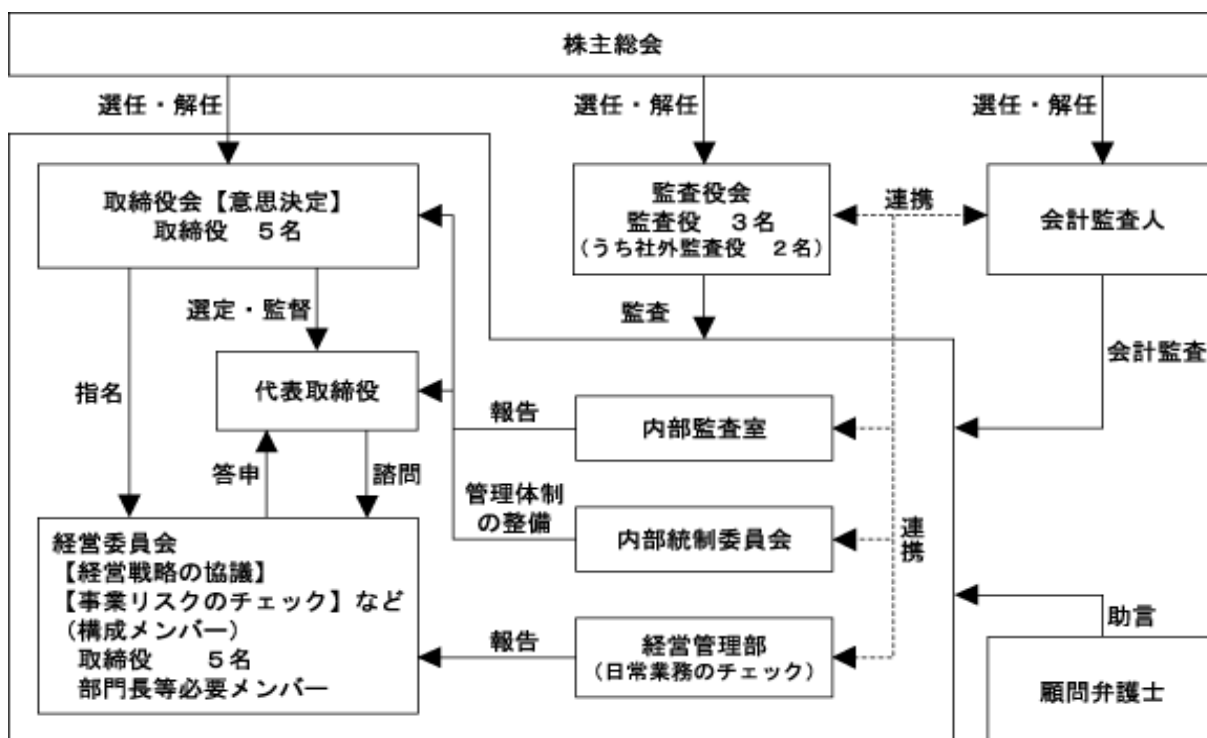 株主総会
選任・解任
選任・解任
選任・解任
取締役会【意思決定】
取締役　５名
監査役会
監査役　３名
（うち社外監査役　２名）
連携
会計監査人
選定・監督
監査
会計監査
指名
代表取締役
報告
内部監査室
答申
諮問
管理体制
の整備
内部統制委員会
連携
経営委員会
【経営戦略の協議】
【事業リスクのチェック】など
（構成メンバー）
取締役　　５名
部門長等必要メンバー
報告
経営管理部
（日常業務のチェック）
助言
顧問弁護士